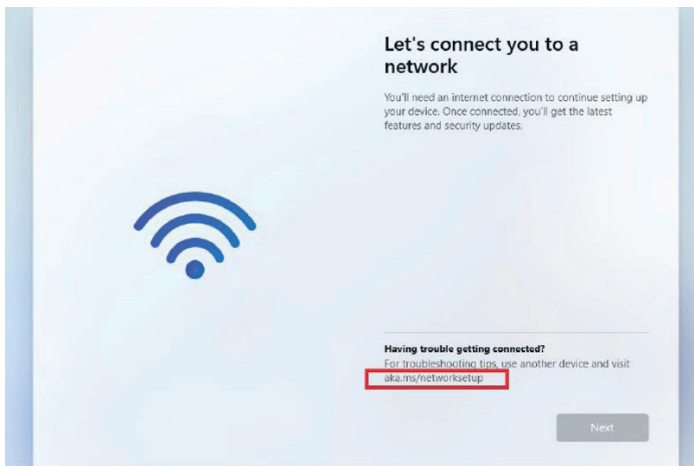 Let's connect you to a
network
You'll need an internet connection to continue setting up
your device. Once connected, you'll get the latest
features and security updates.
Having trouble getting connected?
For troubleshooting tips, use another device and visit
aka.ms/networksetup
Next